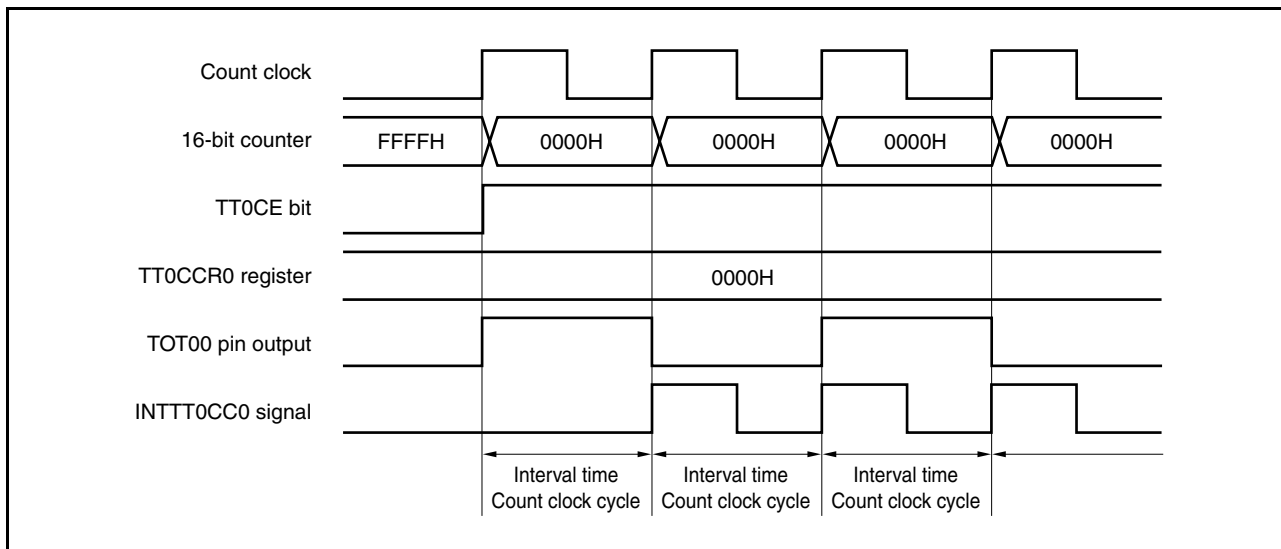 Count clock
16-bit counter
FFFFH
0000H
0000H
0000H
0000H
TT0CE bit
TT0CCR0 register
0000H
TOT00 pin output
INTTT0CC0 signal
Interval time
Count clock cycle
Interval time
Count clock cycle
Interval time
Count clock cycle